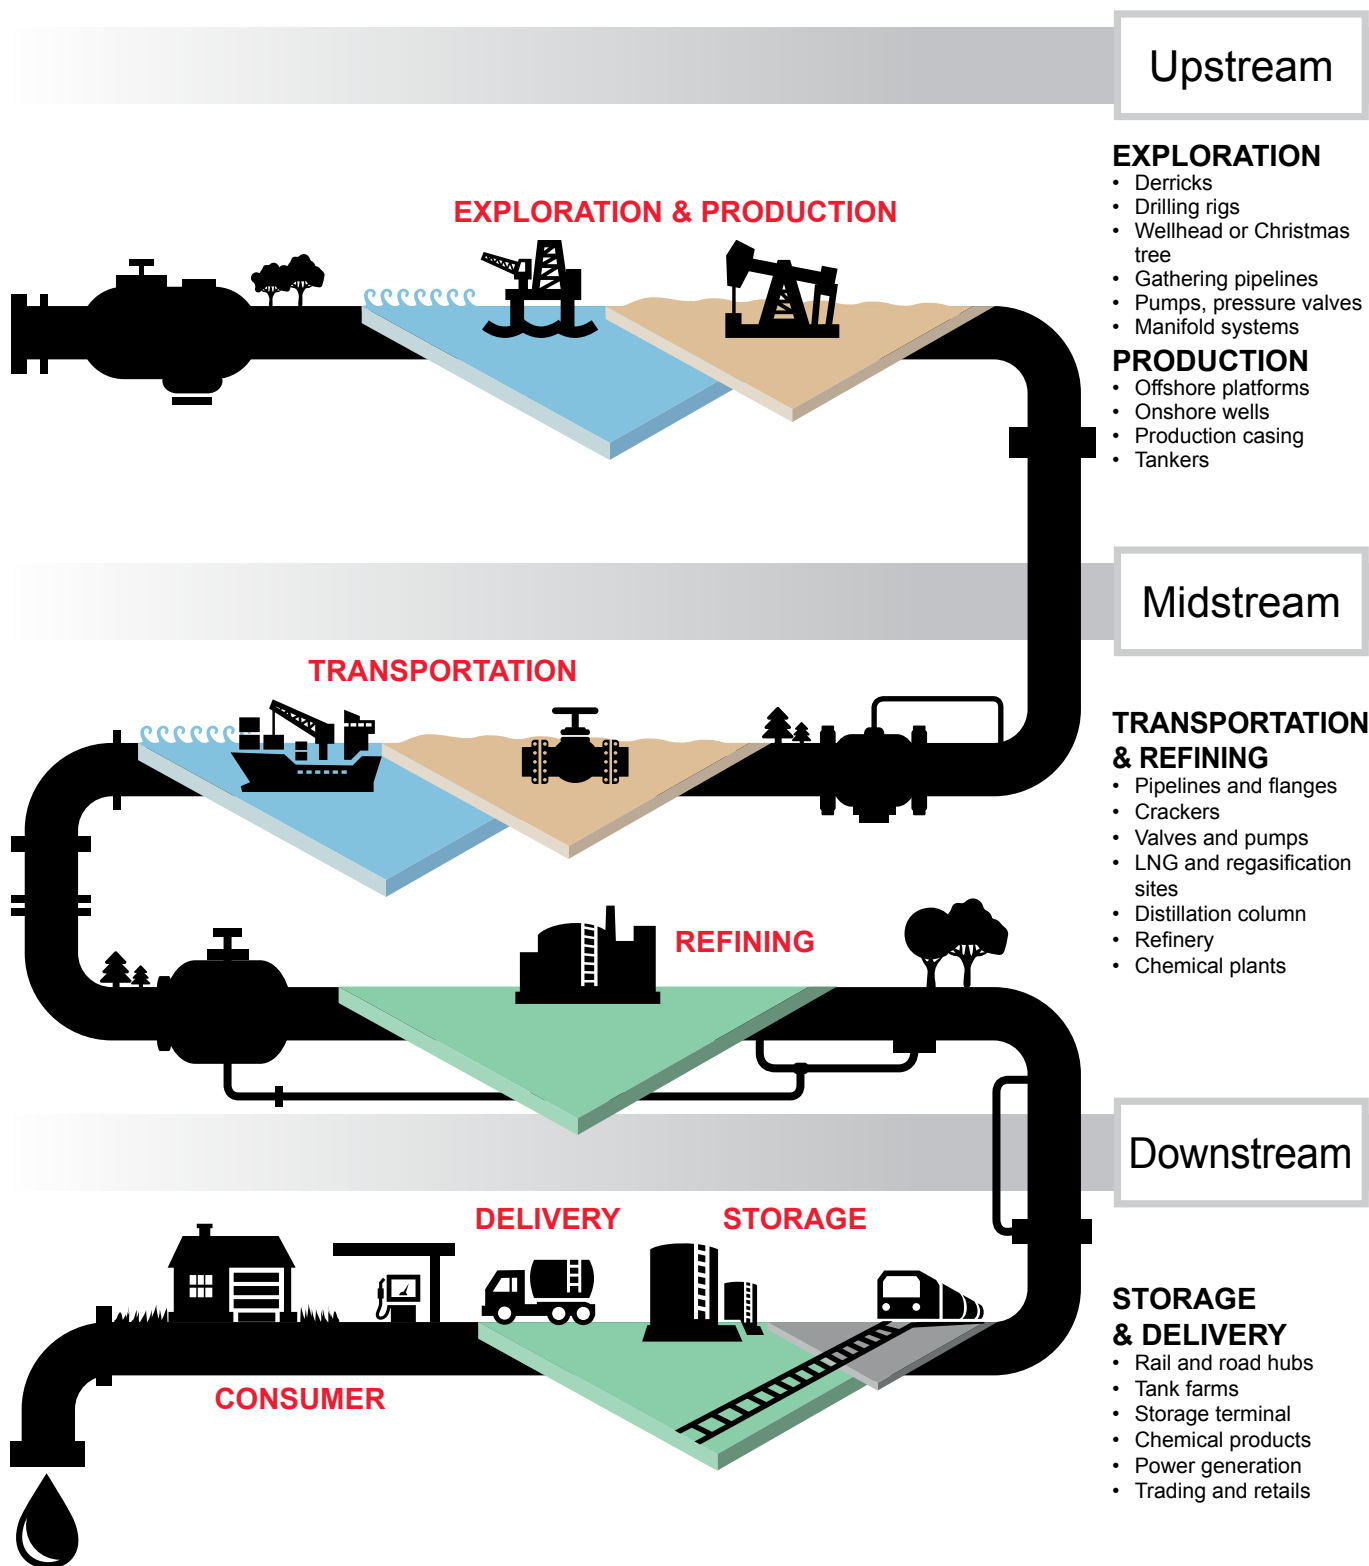 Upstream
EXPLORATION & PRODUCTION
EXPLORATION
• Derricks
• Drilling rigs
• Wellhead or Christmas
tree
• Gathering pipelines
• Pumps, pressure valves
• Manifold systems
PRODUCTION
• Offshore platforms
• Onshore wells
• Production casing
• Tankers
Midstream
TRANSPORTATION
REFINING
TRANSPORTATION
& REFINING
• Pipelines and flanges
• Crackers
• Valves and pumps
• LNG and regasification
sites
• Distillation column
• Refinery
• Chemical plants
Downstream
DELIVERY
STORAGE
CONSUMER
STORAGE
& DELIVERY
• Rail and road hubs
• Tank farms
• Storage terminal
• Chemical products
• Power generation
• Trading and retails